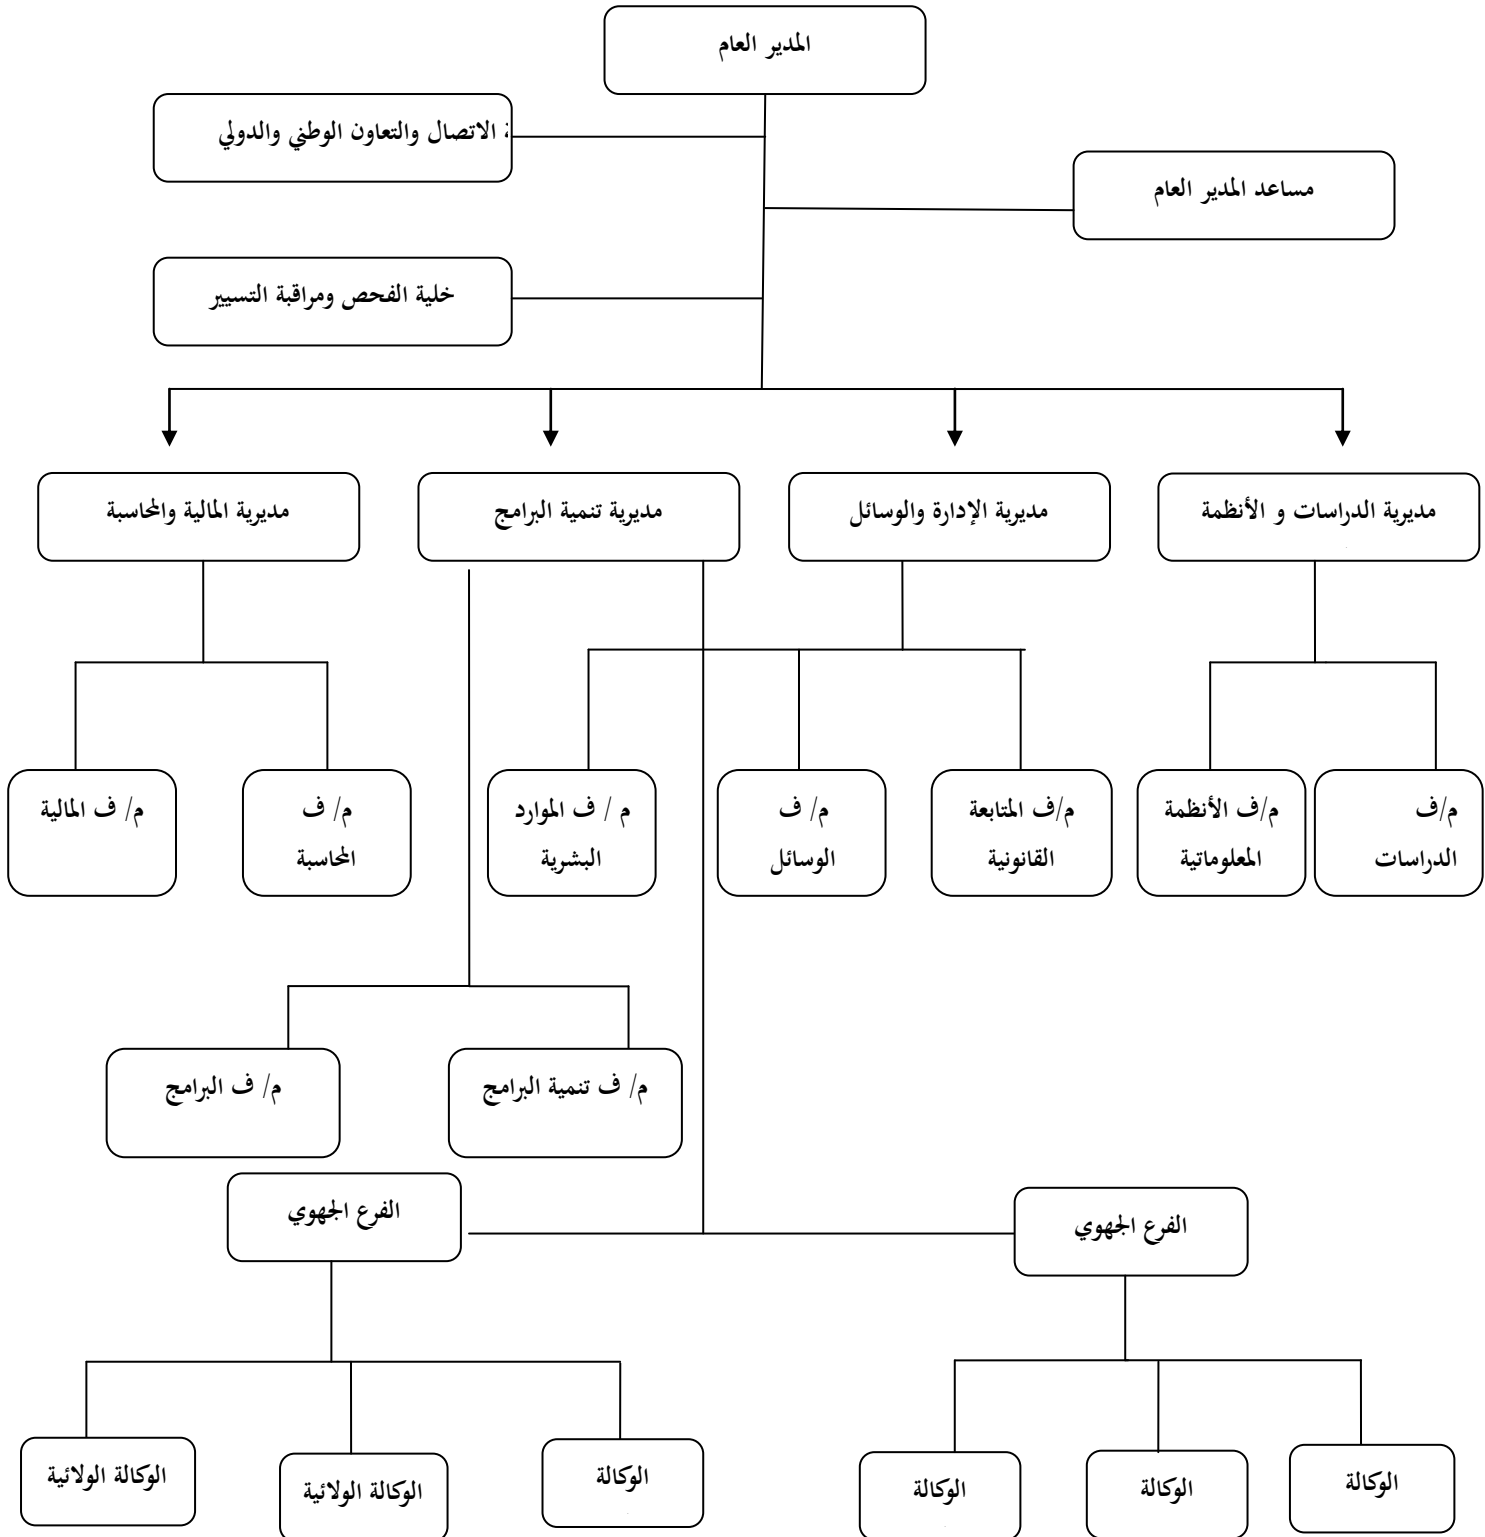 المدير العام
الاتصال والتعاون الوطني والدولي
مساعد المدير العام
خلية الفحص ومراقبة التسيير
مديرية الدراسات و الأنظمة
مديرية الإدارة والوسائل
مديرية تنمية البرامج
مديرية المالية والمحاسبة
م/ف
الدراسات
م/ف الأنظمة
المعلوماتية
م/ف المتابعة
القانونية
م/ ف
الوسائل
م / ف الموارد
البشرية
م/ ف
المحاسبة
م/ ف المالية
م/ ف تنمية البرامج
م/ ف البرامج
الفرع الجهوي
الفرع الجهوي
الوكالة
الوكالة
الوكالة
الوكالة
الوكالة الولائية
الوكالة الولائية